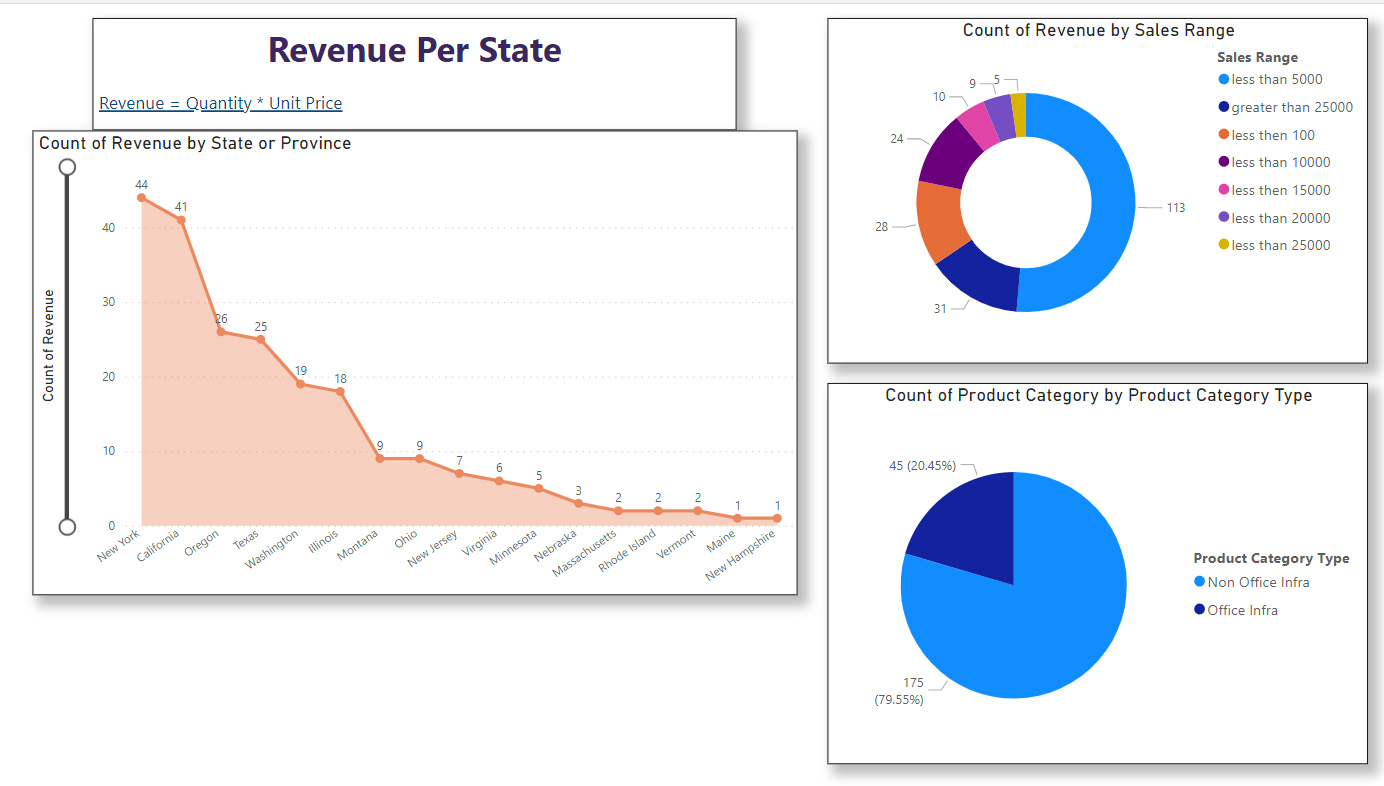 Revenue Per State
Revenue = Quantity * Unit Price
Count of Revenue by State or Province
Count of Revenue
0
10
20
30
40
44
41
26
25
19
18
9
9
7
6
5
3
2
2
2
1
1
New York
California
Oregon
Texas
Washington
Illinois
Montana
Ohio
New Jersey
Virginia
Minnesota
Nebraska
Massachusetts
Rhode Island
Vermont
Maine
New Hampshire
Count of Revenue by Sales Range
113
31
28
24
10
9
5
Sales Range
less than 5000
greater than 25000
less then 100
less than 10000
less then 15000
less than 20000
less than 25000
Count of Product Category by Product Category Type
45 (20.45%)
175
(79.55%)
Product Category Type
Non Office Infra
Office Infra